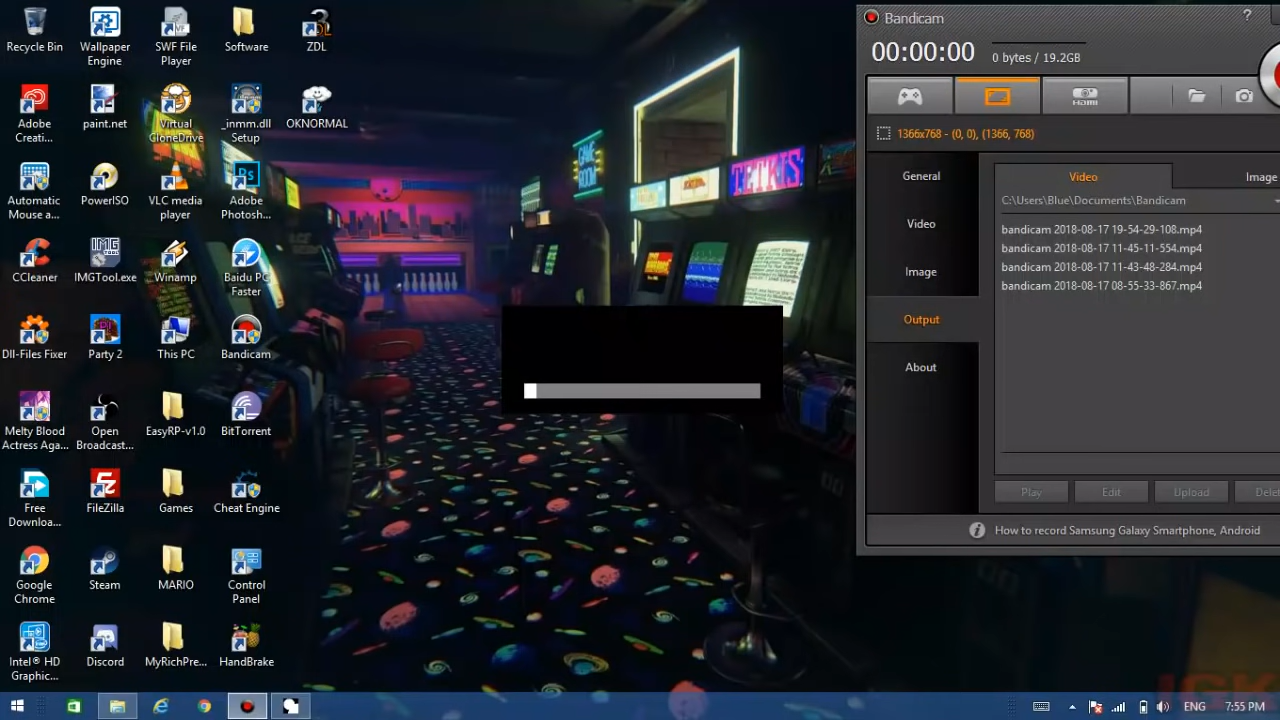 Recycle Bin
Wallpaper
Engine
SWF File
Player
Software
ZDL
Adobe
Creati...
paint.net
Virtual
CloneDrive
_inmm.dll
Setup
OKNORMAL
Automatic
Mouse a...
PowerISO
VLC media
player
Adobe
Photosh...
CCleaner
IMGTool.exe
Winamp
Baidu PC
Faster
Dll-Files Fixer
Party 2
This PC
Bandicam
Melty Blood
Actress Aga...
Open
Broadcast...
EasyRP-v1.0
BitTorrent
Free
Downloa...
FileZilla
Games
Cheat Engine
Google
Chrome
Steam
MARIO
Control
Panel
Intel® HD
Graphic...
Discord
MyRichPre...
HandBrake
GAME
ROOM
TETRIS
Bandicam
?
00:00:00
0 bytes / 19.2GB
HDMI
1366x768 - (0, 0), (1366, 768)
General
Video
Image
Output
About
Video
Image
C:\Users\Blue\Documents\Bandicam
bandicam 2018-08-17 19-54-29-108.mp4
bandicam 2018-08-17 11-45-11-554.mp4
bandicam 2018-08-17 11-43-48-284.mp4
bandicam 2018-08-17 08-55-33-867.mp4
Play
Edit
Upload
Delet
How to record Samsung Galaxy Smartphone, Android
ENG
7:55 PM